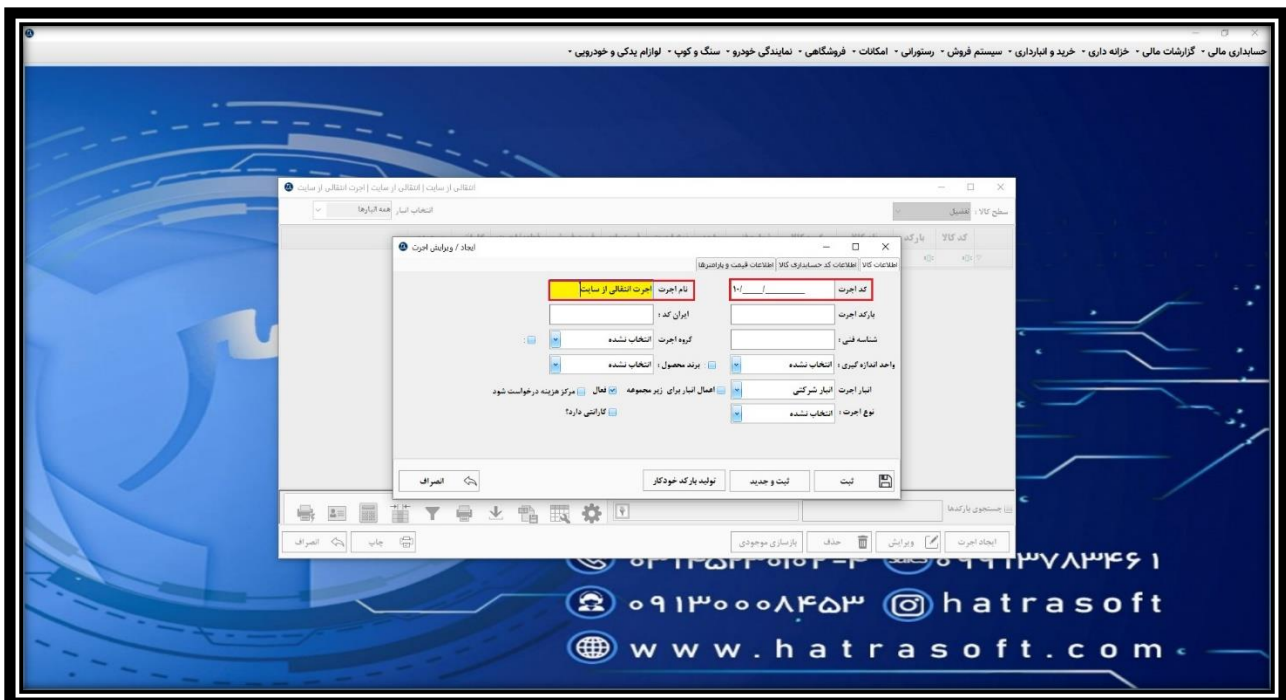 حسابداری مالی - گزارشات مالی - خزانه داری - خرید و انبارداری - سیستم فروش - رستورانی - امکانات - فروشگاهی - نمایندگی خودرو - سنگ و کوپ - لوازم یدکی و خودرویی -
انتقالی از سایت | انتقالی از سایت | اجرت انتقالی از سایت
سطح کالا : تفصیل
انتخاب انبار همه انبارها
کد کالا بارکد
ایجاد / ویرایش اجرت
اطلاعات کالا اطلاعات کد حسابداری کالا اطلاعات قیمت و پارامترها
کد اجرت ۱۰/____/________ نام اجرت اجرت انتقالی از سایت
بارکد اجرت ایران کد :
شناسه فنی : گروه اجرت انتخاب نشده :
واحد اندازه گیری : انتخاب نشده : برند محصول : انتخاب نشده
انبار اجرت انبار شرکتی اعمال انبار برای زیر مجموعه فعال مرکز هزینه درخواست شود
نوع اجرت : انتخاب نشده گارانتی دارد؟
ثبت ثبت و جدید تولید بارکد خودکار انصراف
جستجوی بارکدها
ایجاد اجرت ویرایش حذف بازسازی موجودی چاپ انصراف
۰۹۱۳۰۰۰۸۴۵۳ hatrasoft
www.hatrasoft.com